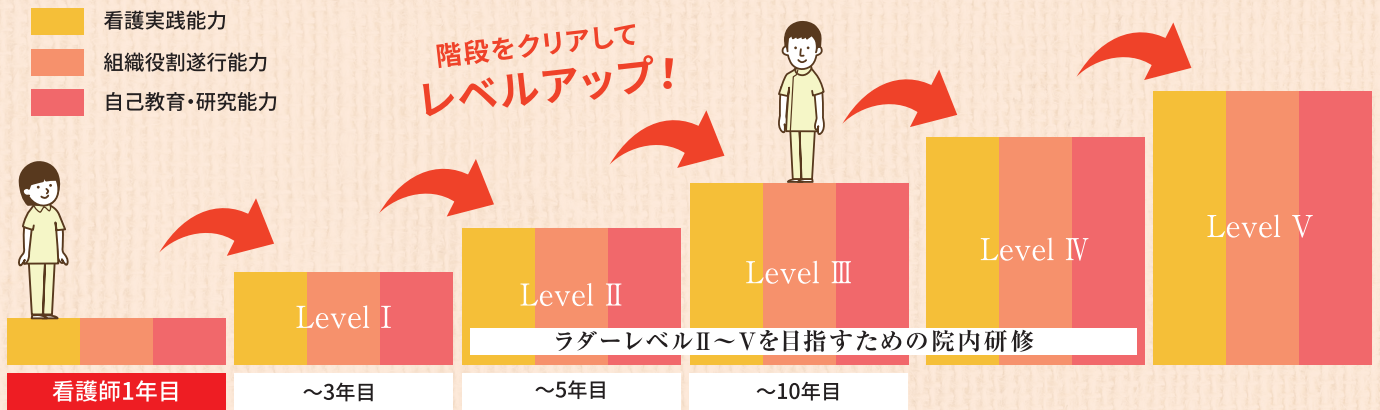 看護実践能力
組織役割遂行能力
自己教育・研究能力
階段をクリアして
レベルアップ！
Level Ⅰ
Level Ⅱ
Level Ⅲ
Level Ⅳ
Level Ⅴ
ラダーレベルⅡ～Ⅴを目指すための院内研修
看護師1年目
～3年目
～5年目
～10年目